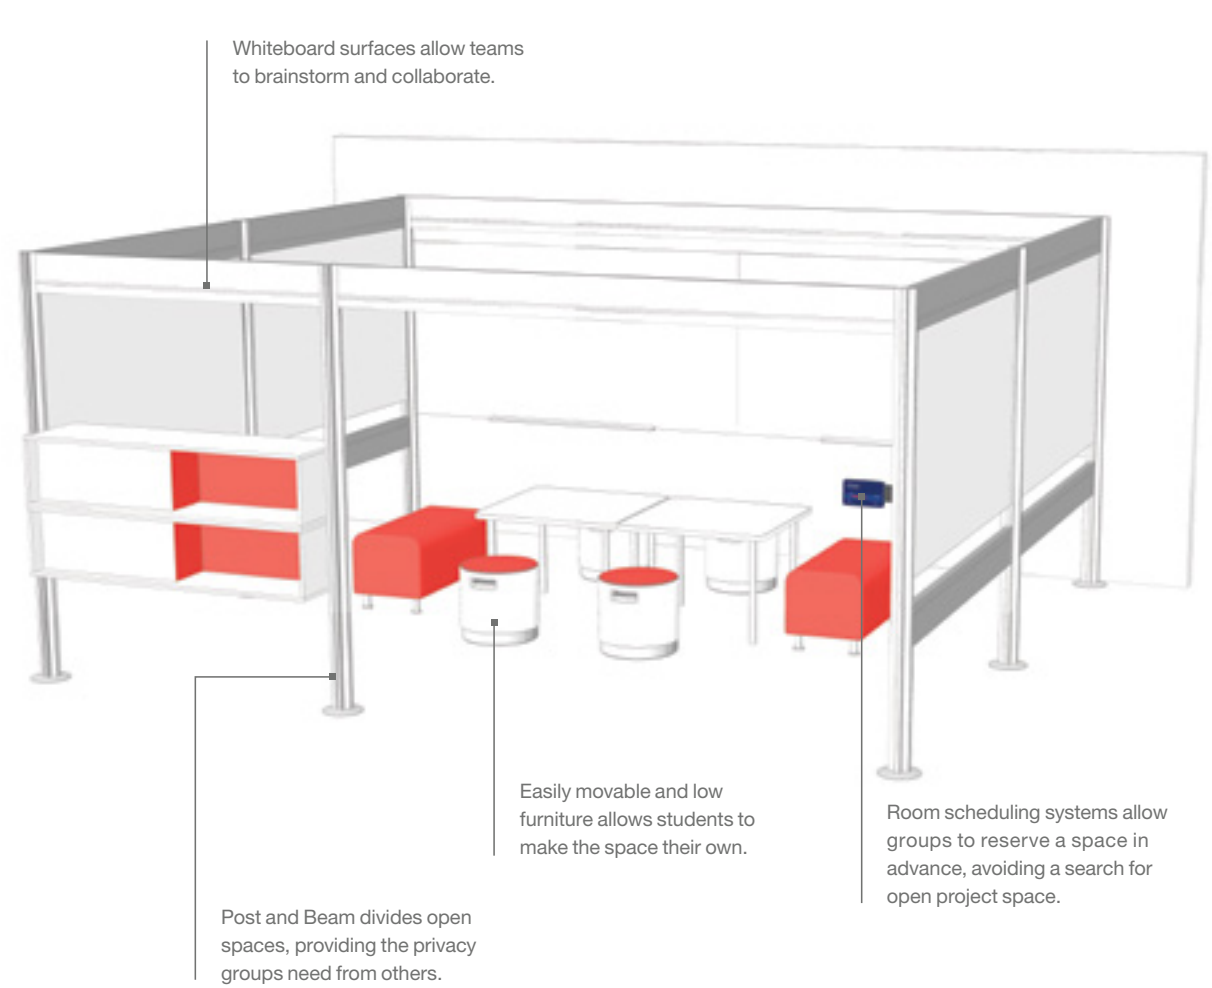 Whiteboard surfaces allow teams
to brainstorm and collaborate.
Easily movable and low
furniture allows students to
make the space their own.
Room scheduling systems allow
groups to reserve a space in
advance, avoiding a search for
open project space.
Post and Beam divides open
spaces, providing the privacy
groups need from others.